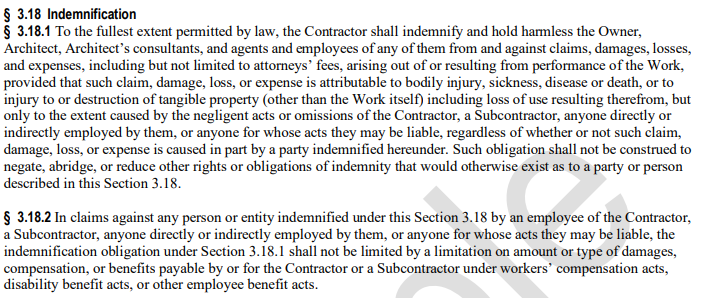 § 3.18 Indemnification
§ 3.18.1 To the fullest extent permitted by law, the Contractor shall indemnify and hold harmless the Owner,
Architect, Architect’s consultants, and agents and employees of any of them from and against claims, damages, losses,
and expenses, including but not limited to attorneys’ fees, arising out of or resulting from performance of the Work,
provided that such claim, damage, loss, or expense is attributable to bodily injury, sickness, disease or death, or to
injury to or destruction of tangible property (other than the Work itself) including loss of use resulting therefrom, but
only to the extent caused by the negligent acts or omissions of the Contractor, a Subcontractor, anyone directly or
indirectly employed by them, or anyone for whose acts they may be liable, regardless of whether or not such claim,
damage, loss, or expense is caused in part by a party indemnified hereunder. Such obligation shall not be construed to
negate, abridge, or reduce other rights or obligations of indemnity that would otherwise exist as to a party or person
described in this Section 3.18.
§ 3.18.2 In claims against any person or entity indemnified under this Section 3.18 by an employee of the Contractor,
a Subcontractor, anyone directly or indirectly employed by them, or anyone for whose acts they may be liable, the
indemnification obligation under Section 3.18.1 shall not be limited by a limitation on amount or type of damages,
compensation, or benefits payable by or for the Contractor or a Subcontractor under workers’ compensation acts,
disability benefit acts, or other employee benefit acts.